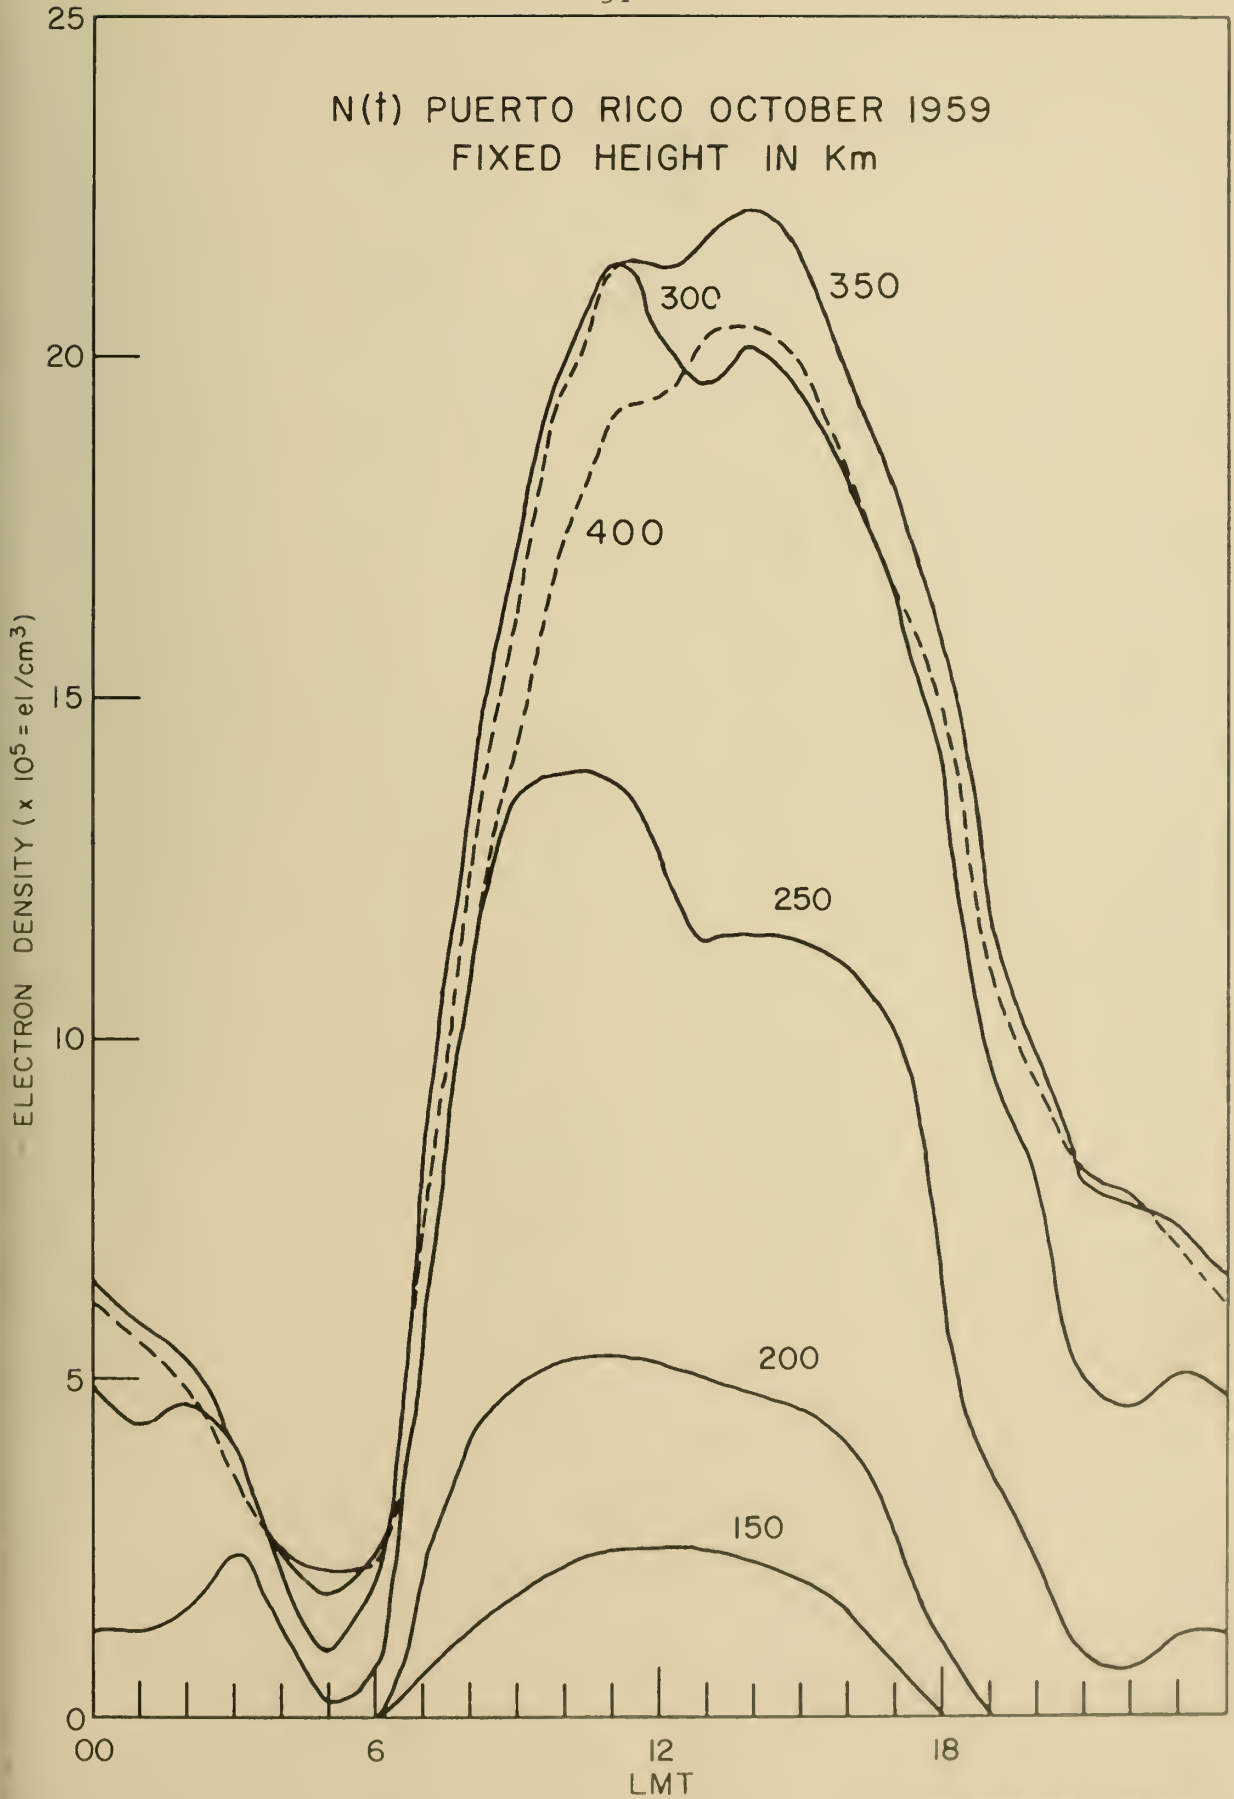 25
N(t) PUERTO RICO OCTOBER 1959
FIXED HEIGHT IN Km
350
300
20
400
ELECTRON DENSITY (x 10⁵ = el/cm³)
15
250
10
200
5
150
0
00 6 12 18
LMT